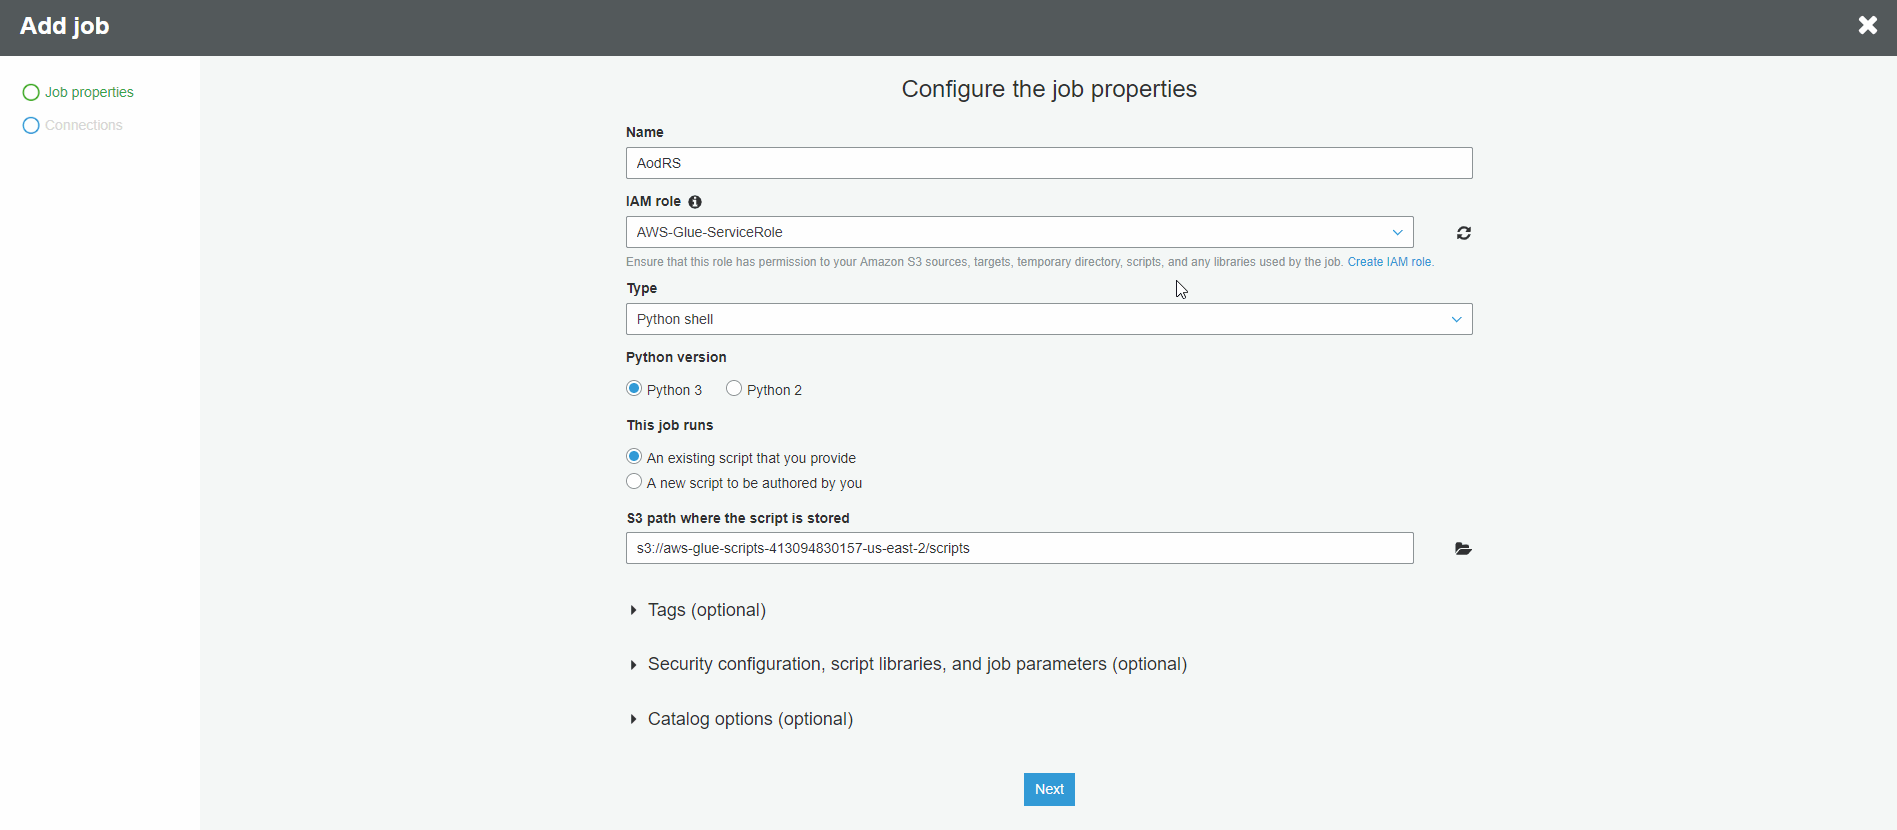 Add job
Job properties
Connections
Configure the job properties
Name
AodRS
IAM role
AWS-Glue-ServiceRole
Ensure that this role has permission to your Amazon S3 sources, targets, temporary directory, scripts, and any libraries used by the job. Create IAM role.
Type
Python shell
Python version
Python 3 Python 2
This job runs
An existing script that you provide
A new script to be authored by you
S3 path where the script is stored
s3://aws-glue-scripts-413094830157-us-east-2/scripts
Tags (optional)
Security configuration, script libraries, and job parameters (optional)
Catalog options (optional)
Next